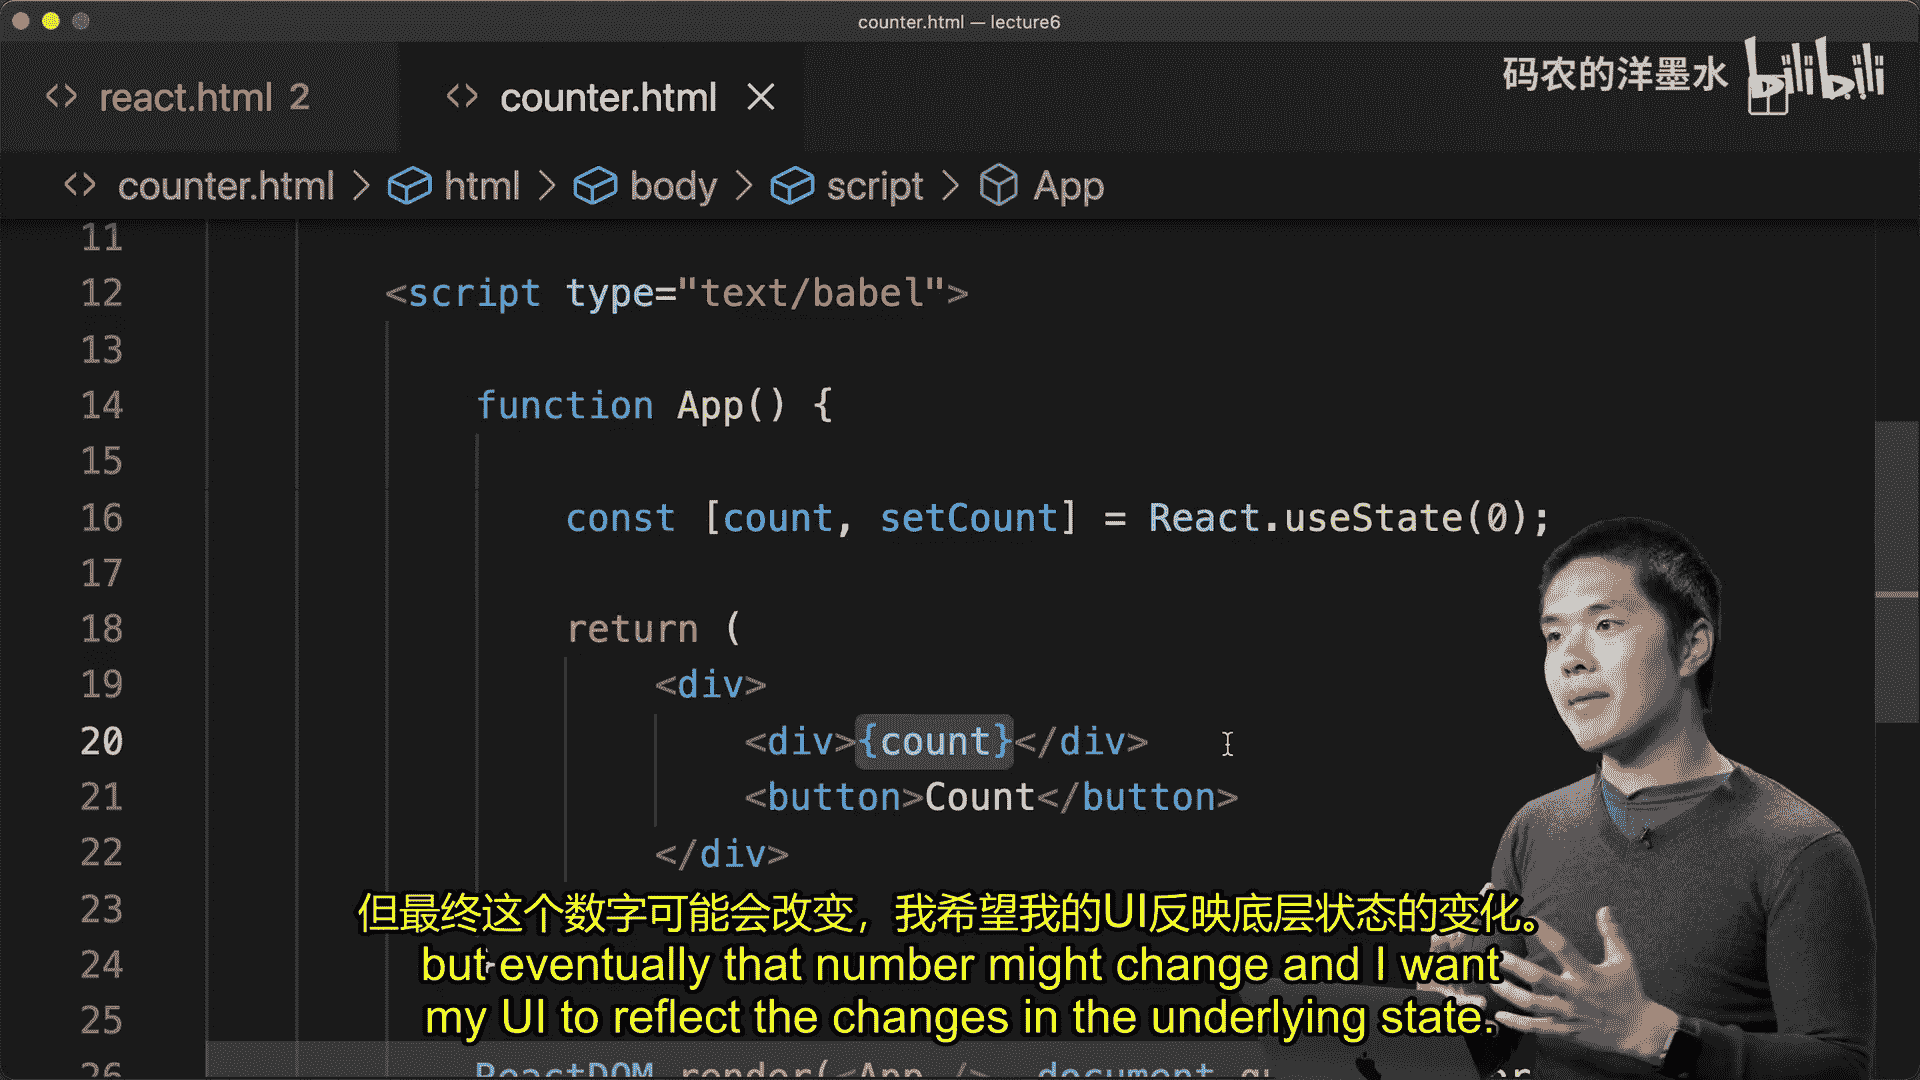 counter.html — lecture6
react.html 2
counter.html
码农的洋墨水 bilibili
counter.html > html > body > script > App
11
12 <script type="text/babel">
13
14 function App() {
15
16 const [count, setCount] = React.useState(0);
17
18 return (
19 <div>
20 <div>{count}</div>
21 <button>Count</button>
22 </div>
23
24
25
26 ReactDOM.render(<App />, document.
但最终这个数字可能会改变，我希望我的UI反映底层状态的变化。
but eventually that number might change and I want
my UI to reflect the changes in the underlying state.